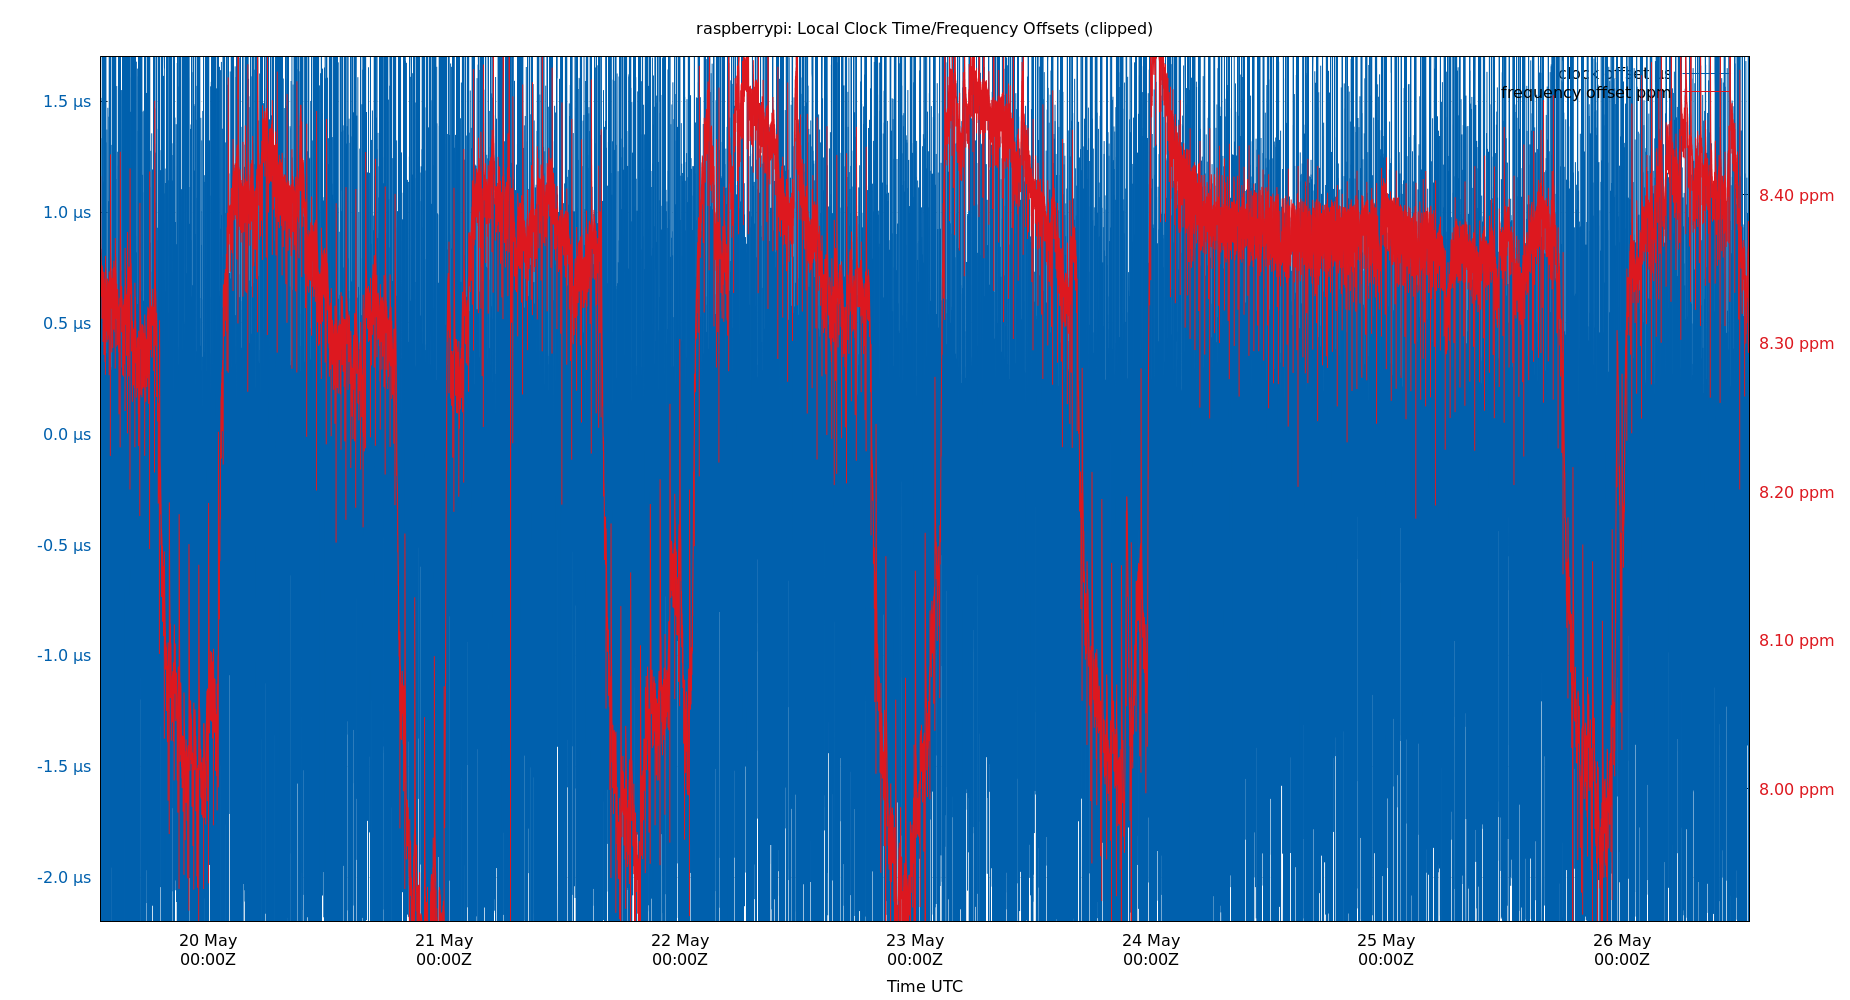 raspberrypi: Local Clock Time/Frequency Offsets (clipped)
clock offset µs
frequency offset ppm
1.5 µs
1.0 µs
0.5 µs
0.0 µs
-0.5 µs
-1.0 µs
-1.5 µs
-2.0 µs
8.40 ppm
8.30 ppm
8.20 ppm
8.10 ppm
8.00 ppm
20 May
00:00Z
21 May
00:00Z
22 May
00:00Z
23 May
00:00Z
24 May
00:00Z
25 May
00:00Z
26 May
00:00Z
Time UTC